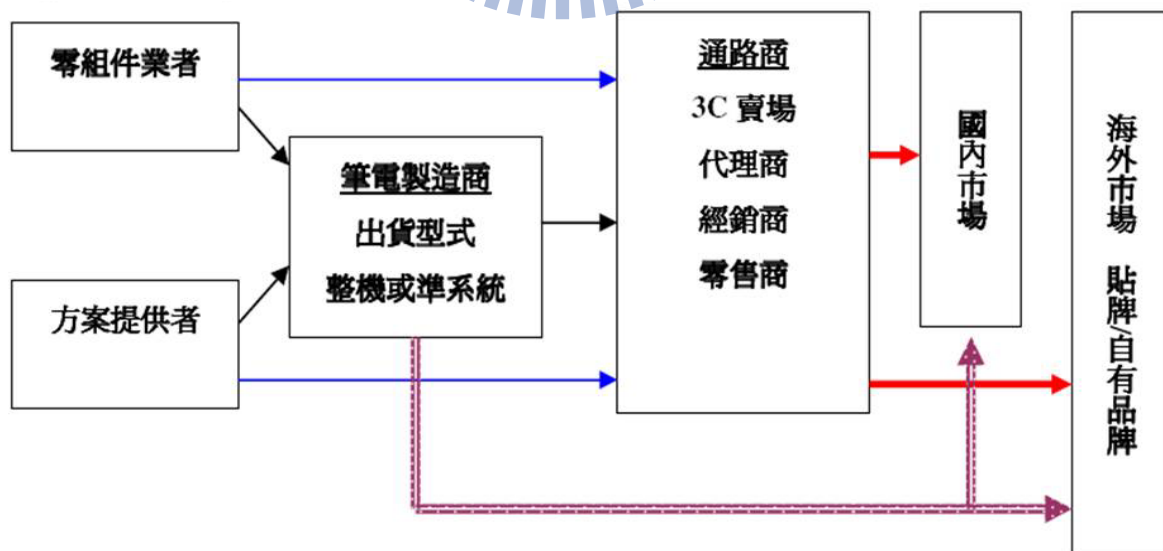 零組件業者
方案提供者
筆電製造商
出貨型式
整機或準系統
通路商
3C 賣場
代理商
經銷商
零售商
國內市場
海外市場 貼牌/自有品牌